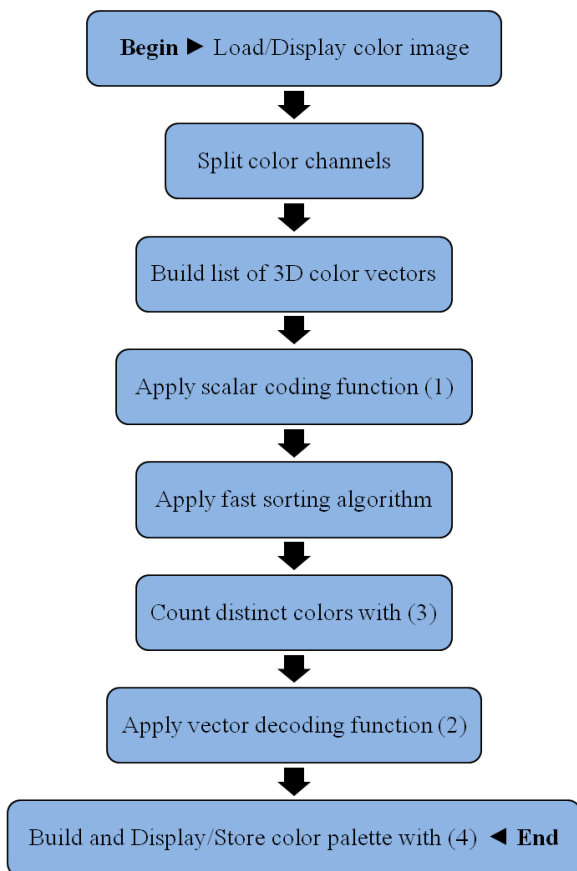 Begin ► Load/Display color image
Split color channels
Build list of 3D color vectors
Apply scalar coding function (1)
Apply fast sorting algorithm
Count distinct colors with (3)
Apply vector decoding function (2)
Build and Display/Store color palette with (4) ◄ End